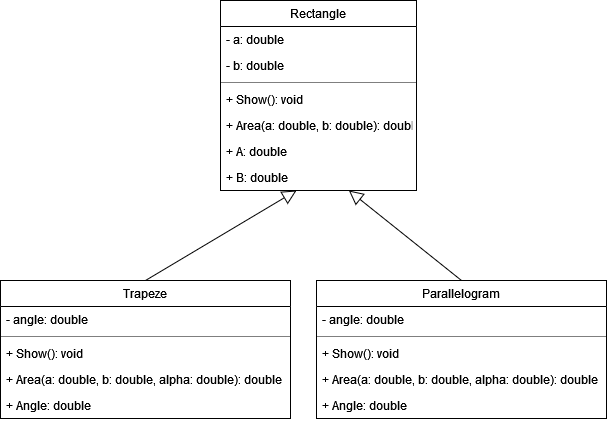 Rectangle
- a: double
- b: double
+ Show(): void
+ Area(a: double, b: double): doubl
+ A: double
+ B: double
Trapeze
- angle: double
+ Show(): void
+ Area(a: double, b: double, alpha: double): double
+ Angle: double
Parallelogram
- angle: double
+ Show(): void
+ Area(a: double, b: double, alpha: double): double
+ Angle: double